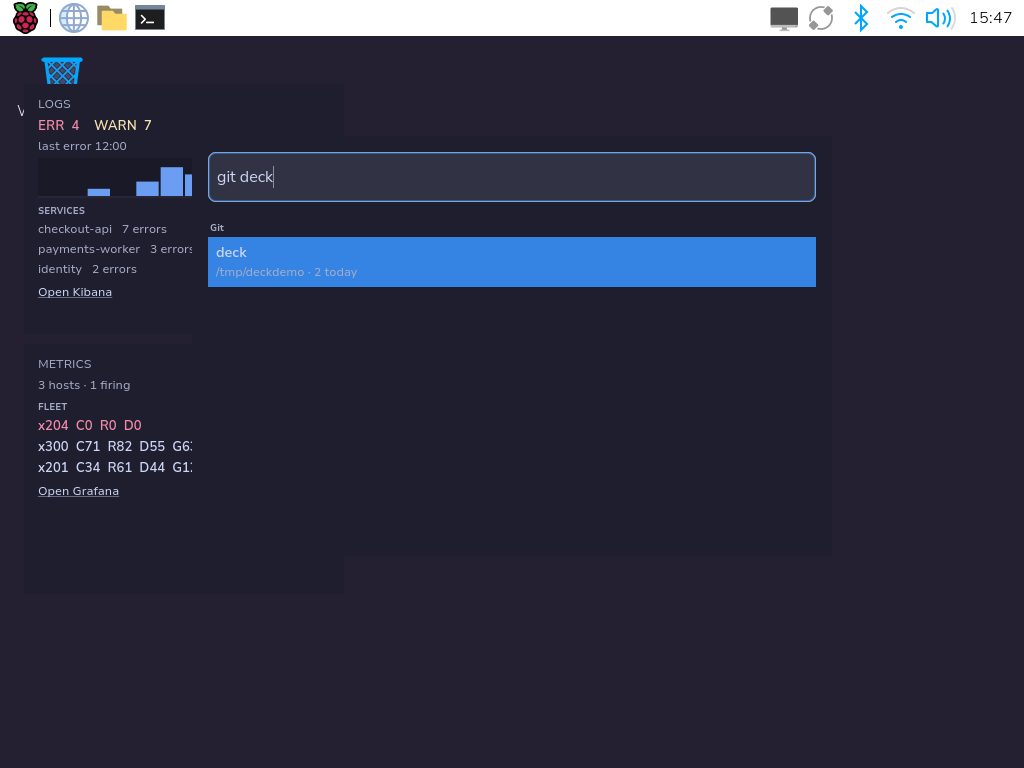 15:47
LOGS
ERR 4 WARN 7
last error 12:00
SERVICES
checkout-api 7 errors
payments-worker 3 errors
identity 2 errors
Open Kibana
METRICS
3 hosts · 1 firing
FLEET
x204 C0 R0 D0
x300 C71 R82 D55
x201 C34 R61 D44
Open Grafana
git deck
Git
deck
/tmp/deckdemo · 2 today